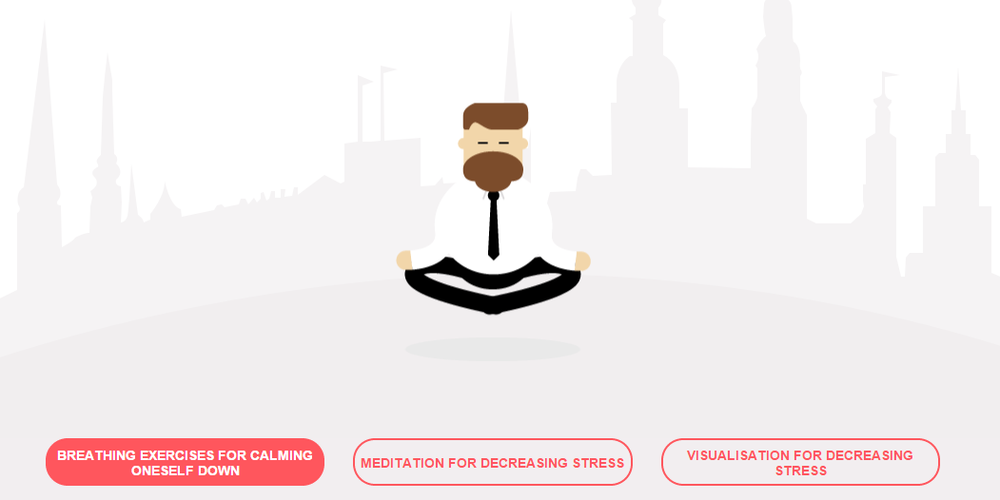 BREATHING EXERCISES FOR CALMING
ONESELF DOWN
MEDITATION FOR DECREASING STRESS
VISUALISATION FOR DECREASING
STRESS